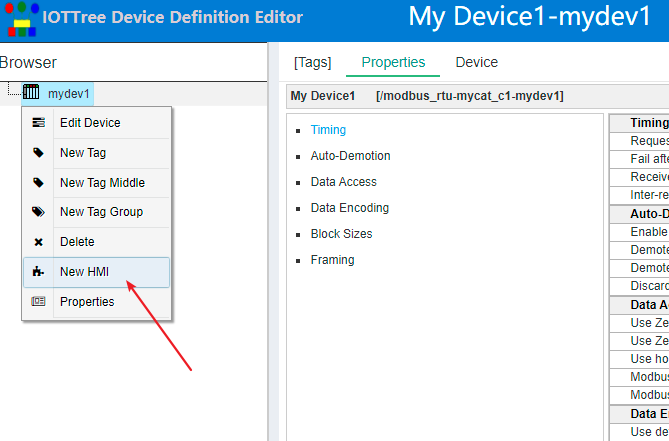 IOTTree Device Definition Editor
My Device1-mydev1
Browser
mydev1
Edit Device
New Tag
New Tag Middle
New Tag Group
Delete
New HMI
Properties
[Tags] Properties Device
My Device1 [/modbus_rtu-mycat_c1-mydev1]
Timing
Auto-Demotion
Data Access
Data Encoding
Block Sizes
Framing
Timing
Reques
Fail afte
Receive
Inter-re
Auto-D
Enable
Demote
Demote
Discard
Data A
Use Ze
Use Ze
Use ho
Modbus
Modbus
Data E
Use de